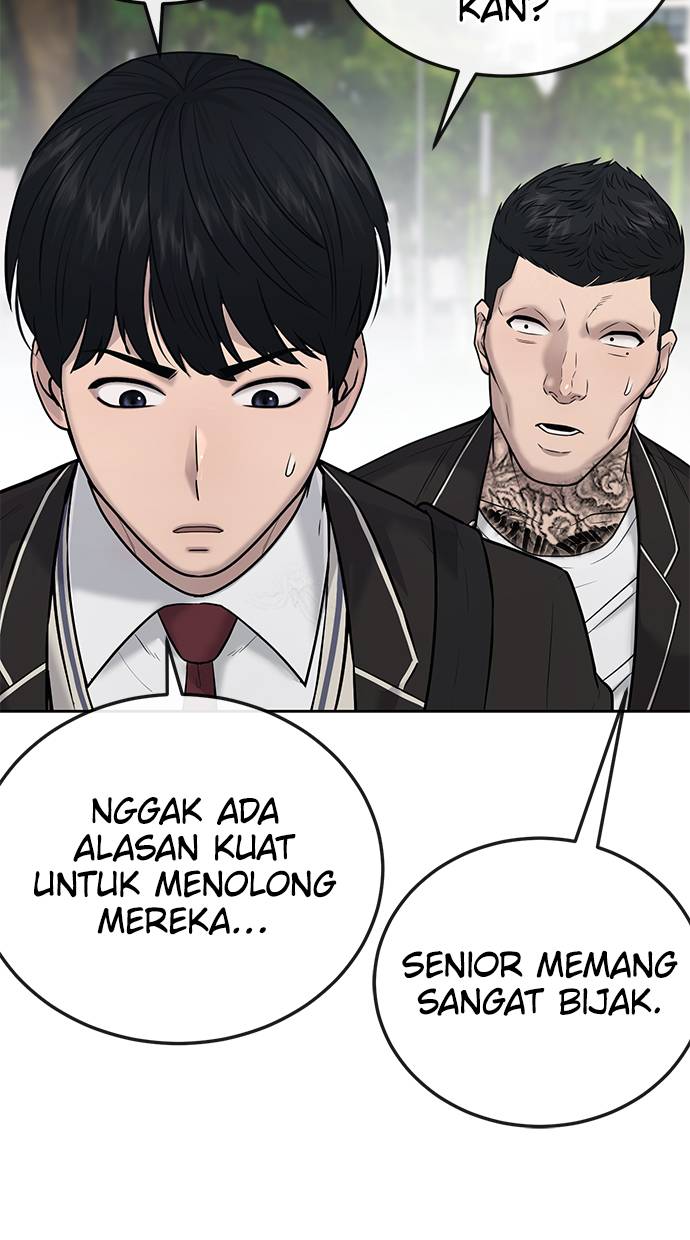 KAN?
NGGAK ADA
ALASAN KUAT
UNTUK MENOLONG
MEREKA...
SENIOR MEMANG
SANGAT BIJAK.